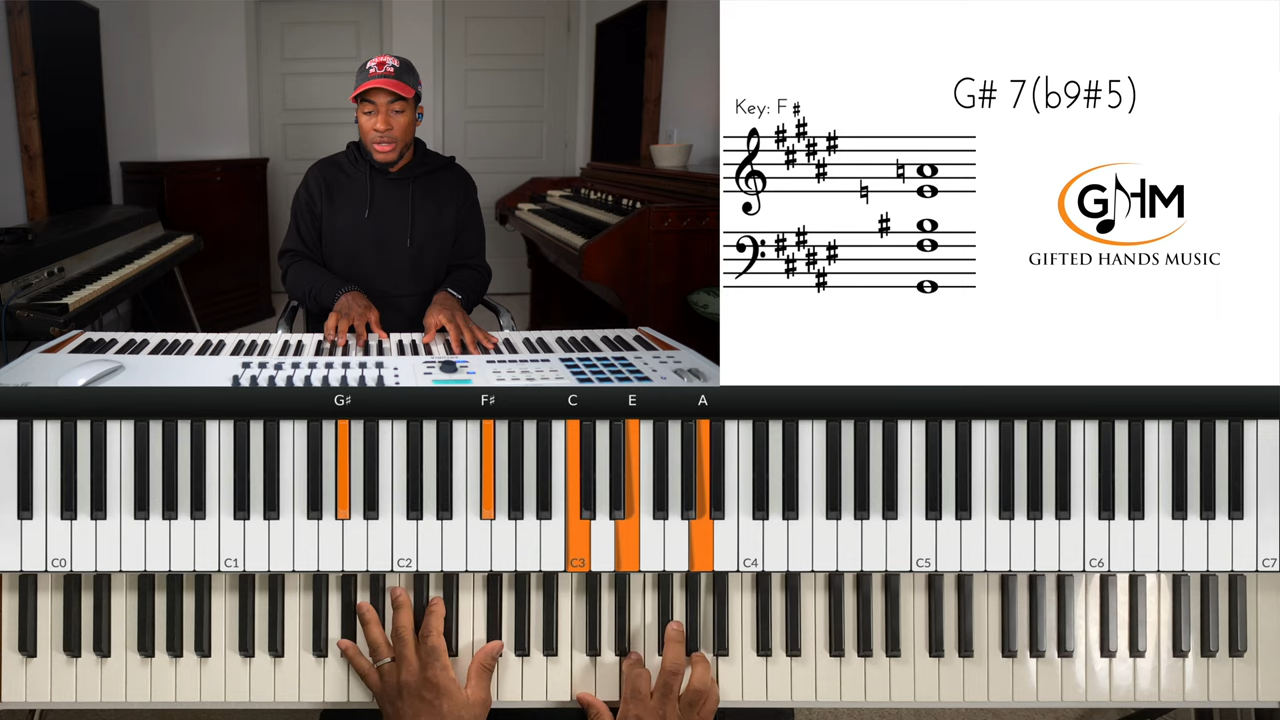 G# 7(b9#5)
Key: F #
GHM
GIFTED HANDS MUSIC
G♯ F♯ C E A
C0 C1 C2 C3 C4 C5 C6 C7